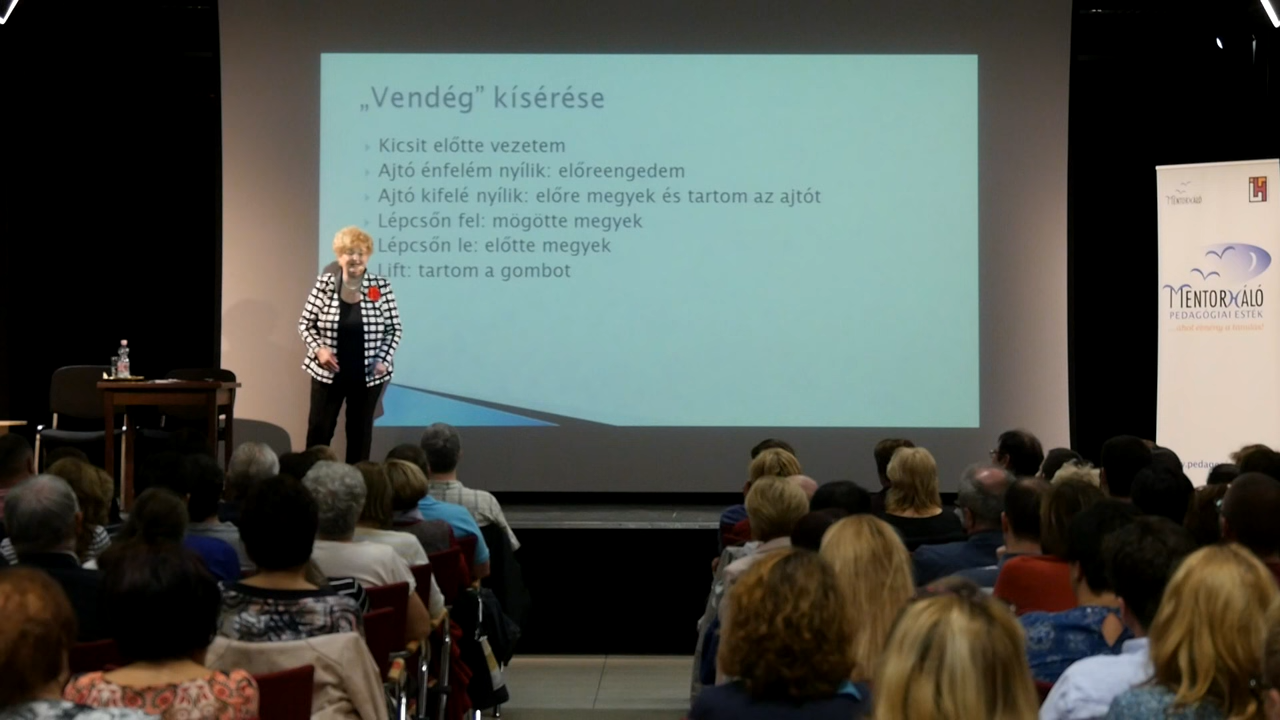 „Vendég” kísérése
Kicsit előtte vezetem
Ajtó énfelém nyílik: előreengedem
Ajtó kifelé nyílik: előre megyek és tartom az ajtót
Lépcsőn fel: mögötte megyek
Lépcsőn le: előtte megyek
Lift: tartom a gombot
MENTORHÁLÓ
PEDAGÓGIAI ESTÉK